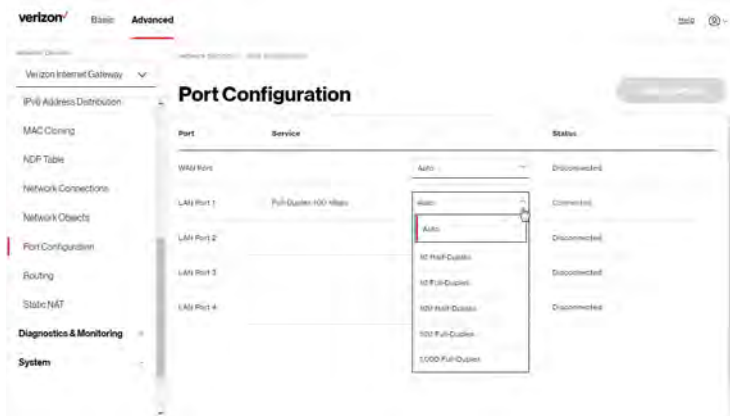 verizon✓
Basic
Advanced
Help
Verizon Internet Gateway
Port Configuration
IPv6 Address Distribution
MAC Cloning
NDP Table
Network Connections
Network Objects
Port Configuration
Routing
Static NAT
Diagnostics & Monitoring
System
Port Service Status
WAN Port Auto Disconnected
LAN Port 1 Full-Duplex 100 Mbps Auto Connected
Auto
LAN Port 2 Disconnected
10 Half-Duplex
LAN Port 3 Disconnected
10 Full-Duplex
LAN Port 4 100 Half-Duplex Disconnected
100 Full-Duplex
1000 Full-Duplex